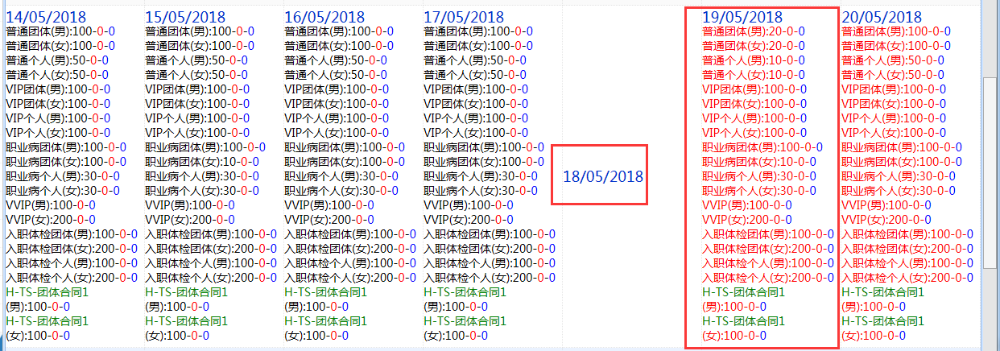 14/05/2018
普通团体(男):100-0-0
普通团体(女):100-0-0
普通个人(男):50-0-0
普通个人(女):50-0-0
VIP团体(男):100-0-0
VIP团体(女):100-0-0
VIP个人(男):100-0-0
VIP个人(女):100-0-0
职业病团体(男):100-0-0
职业病团体(女):100-0-0
职业病个人(男):30-0-0
职业病个人(女):30-0-0
VVIP(男):100-0-0
VVIP(女):200-0-0
入职体检团体(男):100-0-0
入职体检团体(女):200-0-0
入职体检个人(男):100-0-0
入职体检个人(女):200-0-0
H-TS-团体合同1
(男):100-0-0
H-TS-团体合同1
(女):100-0-0
15/05/2018
普通团体(男):100-0-0
普通团体(女):100-0-0
普通个人(男):50-0-0
普通个人(女):50-0-0
VIP团体(男):100-0-0
VIP团体(女):100-0-0
VIP个人(男):100-0-0
VIP个人(女):100-0-0
职业病团体(男):100-0-0
职业病团体(女):10-0-0
职业病个人(男):30-0-0
职业病个人(女):30-0-0
VVIP(男):100-0-0
VVIP(女):200-0-0
入职体检团体(男):100-0-0
入职体检团体(女):200-0-0
入职体检个人(男):100-0-0
入职体检个人(女):200-0-0
H-TS-团体合同1
(男):100-0-0
H-TS-团体合同1
(女):100-0-0
16/05/2018
普通团体(男):100-0-0
普通团体(女):100-0-0
普通个人(男):50-0-0
普通个人(女):50-0-0
VIP团体(男):100-0-0
VIP团体(女):100-0-0
VIP个人(男):100-0-0
VIP个人(女):100-0-0
职业病团体(男):100-0-0
职业病团体(女):100-0-0
职业病个人(男):30-0-0
职业病个人(女):30-0-0
VVIP(男):100-0-0
VVIP(女):200-0-0
入职体检团体(男):100-0-0
入职体检团体(女):200-0-0
入职体检个人(男):100-0-0
入职体检个人(女):200-0-0
H-TS-团体合同1
(男):100-0-0
H-TS-团体合同1
(女):100-0-0
17/05/2018
普通团体(男):100-0-0
普通团体(女):100-0-0
普通个人(男):50-0-0
普通个人(女):50-0-0
VIP团体(男):100-0-0
VIP团体(女):100-0-0
VIP个人(男):100-0-0
VIP个人(女):100-0-0
职业病团体(男):100-0-0
职业病团体(女):100-0-0
职业病个人(男):30-0-0
职业病个人(女):30-0-0
VVIP(男):100-0-0
VVIP(女):200-0-0
入职体检团体(男):100-0-0
入职体检团体(女):200-0-0
入职体检个人(男):100-0-0
入职体检个人(女):200-0-0
H-TS-团体合同1
(男):100-0-0
H-TS-团体合同1
(女):100-0-0
18/05/2018
19/05/2018
普通团体(男):20-0-0
普通团体(女):20-0-0
普通个人(男):10-0-0
普通个人(女):10-0-0
VIP团体(男):100-0-0
VIP团体(女):100-0-0
VIP个人(男):100-0-0
VIP个人(女):100-0-0
职业病团体(男):100-0-0
职业病团体(女):100-0-0
职业病个人(男):30-0-0
职业病个人(女):30-0-0
VVIP(男):100-0-0
VVIP(女):200-0-0
入职体检团体(男):100-0-0
入职体检团体(女):200-0-0
入职体检个人(男):100-0-0
入职体检个人(女):200-0-0
H-TS-团体合同1
(男):100-0-0
H-TS-团体合同1
(女):100-0-0
20/05/2018
普通团体(男):100-0-0
普通团体(女):100-0-0
普通个人(男):50-0-0
普通个人(女):50-0-0
VIP团体(男):100-0-0
VIP团体(女):100-0-0
VIP个人(男):100-0-0
VIP个人(女):100-0-0
职业病团体(男):100-0-0
职业病团体(女):100-0-0
职业病个人(男):30-0-0
职业病个人(女):30-0-0
VVIP(男):100-0-0
VVIP(女):200-0-0
入职体检团体(男):100-0-0
入职体检团体(女):200-0-0
入职体检个人(男):100-0-0
入职体检个人(女):200-0-0
H-TS-团体合同1
(男):100-0-0
H-TS-团体合同1
(女):100-0-0